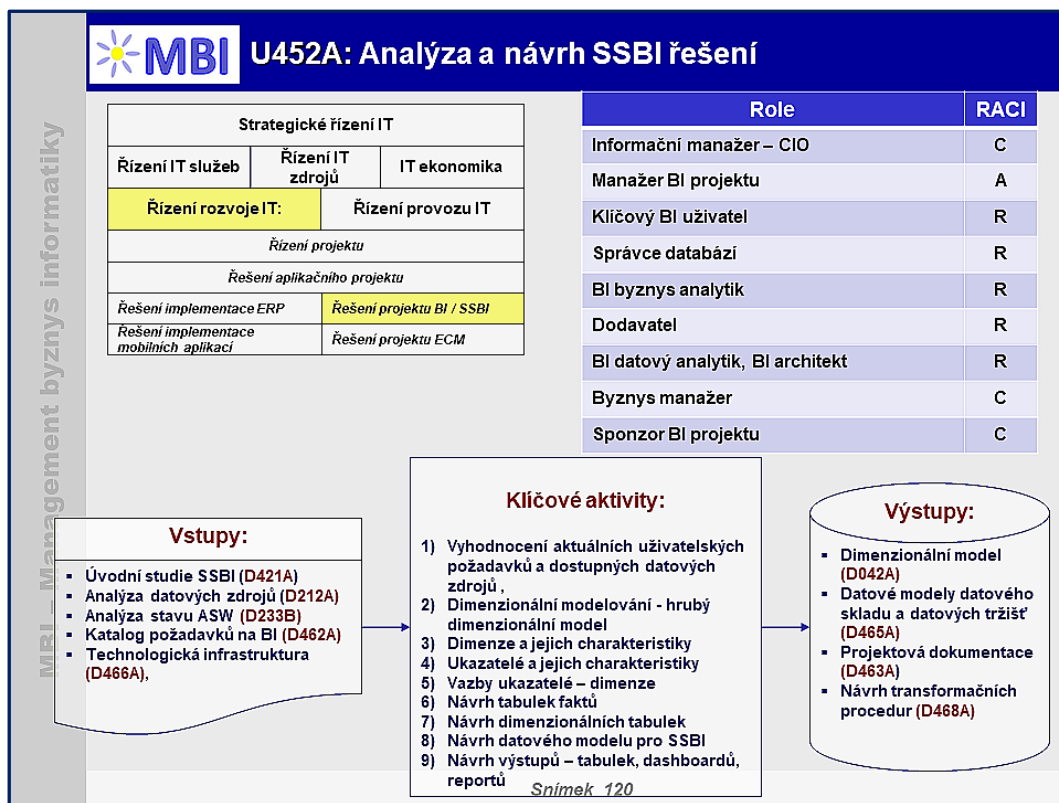 MBI
U452A: Analýza a návrh SSBI řešení
MBI – Management byznys informatiky
Strategické řízení IT
Řízení IT služeb
Řízení IT
zdrojů
IT ekonomika
Řízení rozvoje IT:
Řízení provozu IT
Řízení projektu
Řešení aplikačního projektu
Řešení implementace ERP
Řešení projektu BI / SSBI
Řešení implementace
mobilních aplikací
Řešení projektu ECM
Role RACI
Informační manažer – CIO C
Manažer BI projektu A
Klíčový BI uživatel R
Správce databází R
BI byznys analytik R
Dodavatel R
BI datový analytik, BI architekt R
Byznys manažer C
Sponzor BI projektu C
Vstupy:
▪ Úvodní studie SSBI (D421A)
▪ Analýza datových zdrojů (D212A)
▪ Analýza stavu ASW (D233B)
▪ Katalog požadavků na BI (D462A)
▪ Technologická infrastruktura
(D466A),
Klíčové aktivity:
1) Vyhodnocení aktuálních uživatelských
požadavků a dostupných datových
zdrojů ,
2) Dimenzionální modelování - hrubý
dimenzionální model
3) Dimenze a jejich charakteristiky
4) Ukazatelé a jejich charakteristiky
5) Vazby ukazatelé – dimenze
6) Návrh tabulek faktů
7) Návrh dimenzionálních tabulek
8) Návrh datového modelu pro SSBI
9) Návrh výstupů – tabulek, dashboardů,
reportů
Výstupy:
▪ Dimenzionální model
(D042A)
▪ Datové modely datového
skladu a datových tržišť
(D465A)
▪ Projektová dokumentace
(D463A)
▪ Návrh transformačních
procedur (D468A)
Snímek 120